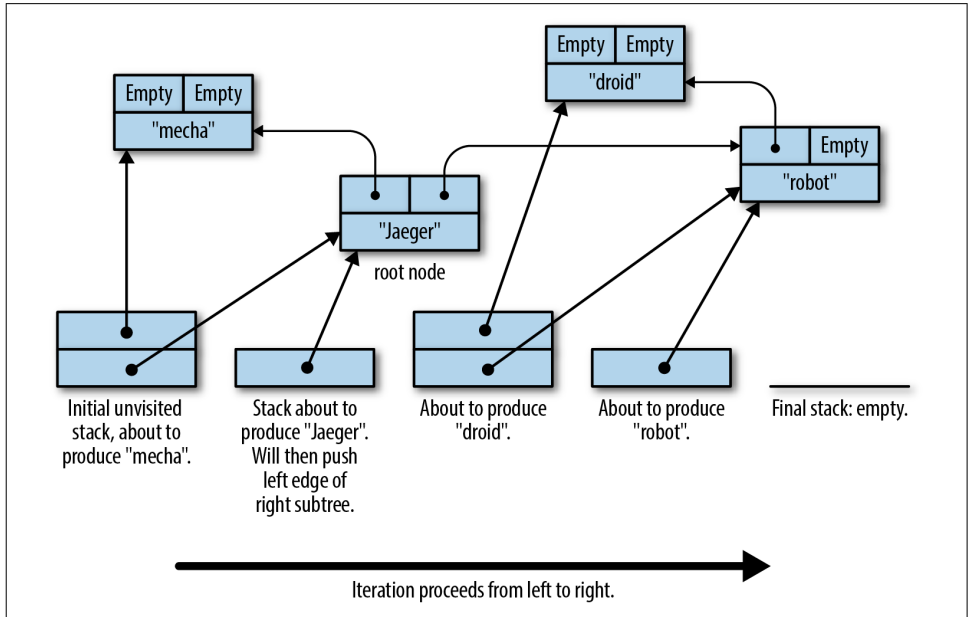 Empty Empty
"droid"
Empty Empty
"mecha"
Empty
"robot"
"Jaeger"
root node
Initial unvisited
stack, about to
produce "mecha".
Stack about to
produce "Jaeger".
Will then push
left edge of
right subtree.
About to produce
"droid".
About to produce
"robot".
Final stack: empty.
Iteration proceeds from left to right.